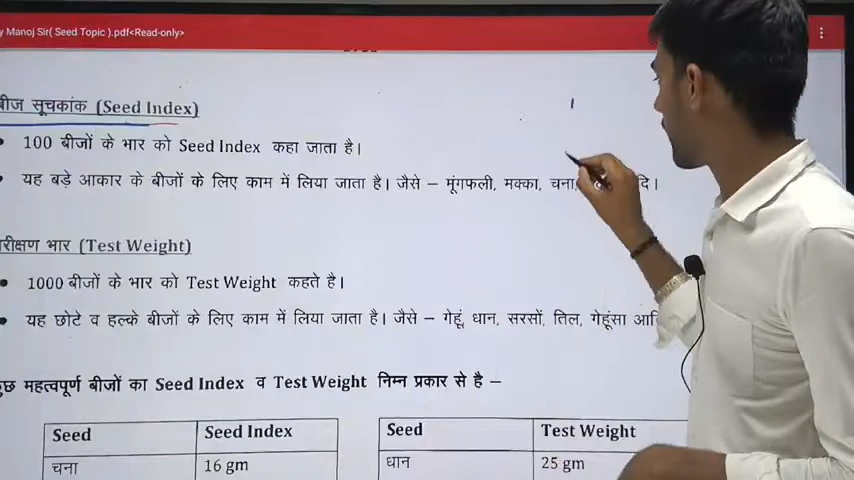 y Manoj Sir( Seed Topic ).pdf<Read-only>
बीज सूचकांक (Seed Index)
100 बीजों के भार को Seed Index कहा जाता है।
यह बड़े आकार के बीजों के लिए काम में लिया जाता है। जैसे – मूंगफली, मक्का, चना,
परीक्षण भार (Test Weight)
1000 बीजों के भार को Test Weight कहते है।
यह छोटे व हल्के बीजों के लिए काम में लिया जाता है। जैसे – गेहूं, धान, सरसों, तिल, गेहूंसा आदि
कुछ महत्वपूर्ण बीजों का Seed Index व Test Weight निम्न प्रकार से है –
Seed Seed Index Seed Test Weight
चना 16 gm धान 25 gm